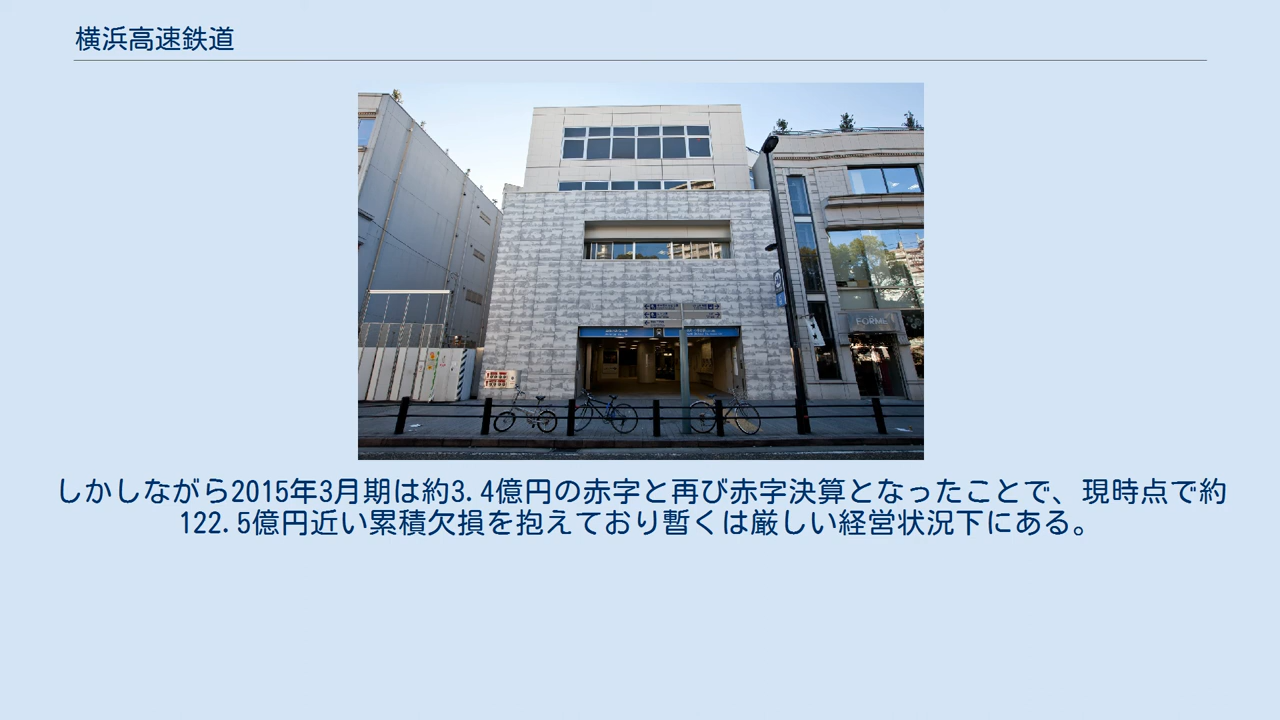 横浜高速鉄道
FORME
しかしながら2015年3月期は約3.4億円の赤字と再び赤字決算となったことで、現時点で約
122.5億円近い累積欠損を抱えており暫くは厳しい経営状況下にある。